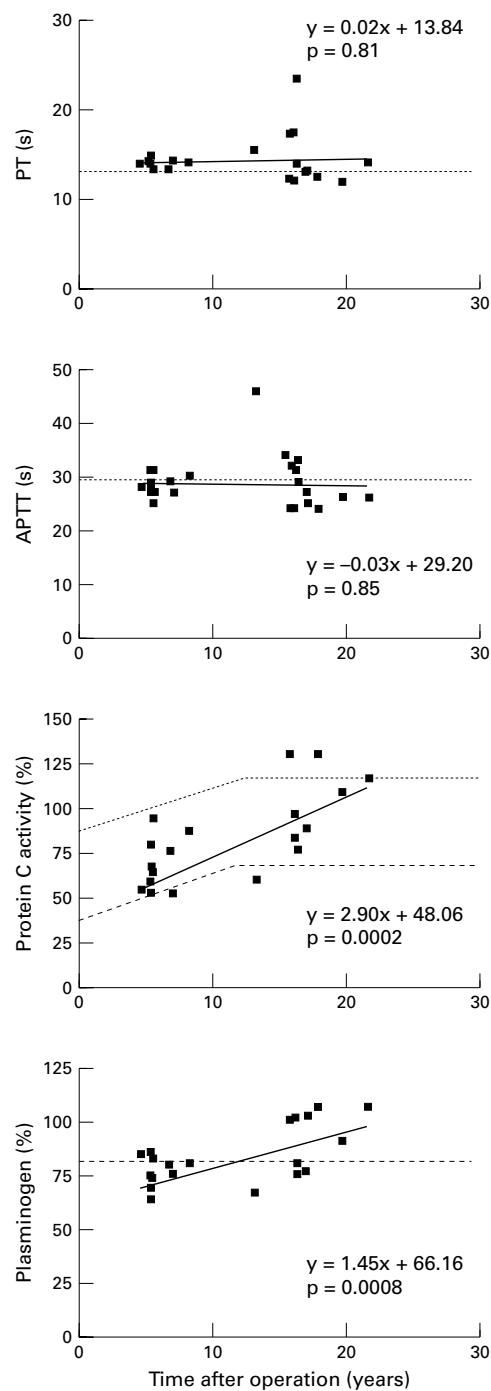 30
y = 0.02x + 13.84
p = 0.81
20
PT (s)
10
0
0 10 20 30
50
40
30
APTT (s)
20
y = –0.03x + 29.20
p = 0.85
10
0
0 10 20 30
150
125
100
Protein C activity (%)
75
50
y = 2.90x + 48.06
p = 0.0002
25
0
0 10 20 30
125
100
75
Plasminogen (%)
50
y = 1.45x + 66.16
p = 0.0008
25
0
0 10 20 30
Time after operation (years)